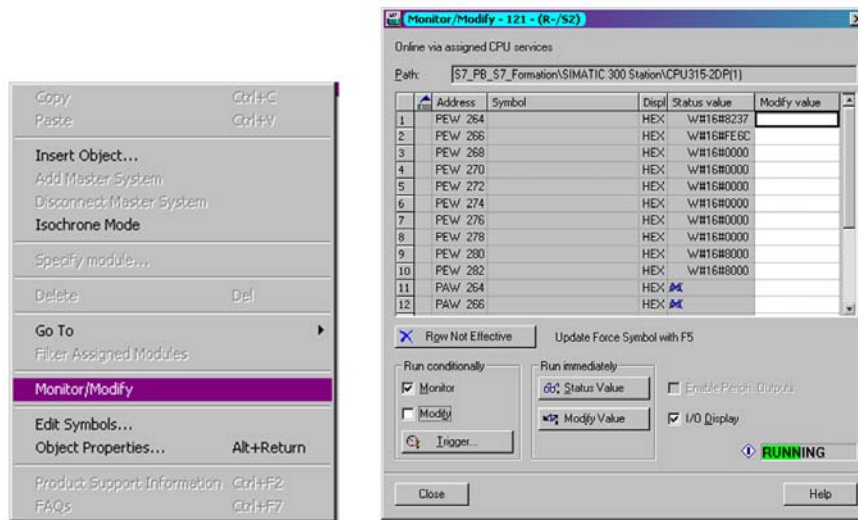 Copy Ctrl+C
Paste Ctrl+V
Insert Object...
Add Master System
Disconnect Master System
Isochrone Mode
Specify module...
Delete Del
Go To
Filter Assigned Modules
Monitor/Modify
Edit Symbols...
Object Properties... Alt+Return
Product Support Information Ctrl+F2
FAQs Ctrl+F7
Monitor/Modify - 121 - (R-/S2)
Online via assigned CPU services
Path: S7_PB_S7_Formation\SIMATIC 300 Station\CPU315-2DP(1)
Address Symbol Displ Status value Modify value
1 PEW 264 HEX W#16#8237
2 PEW 266 HEX W#16#FE6C
3 PEW 268 HEX W#16#0000
4 PEW 270 HEX W#16#0000
5 PEW 272 HEX W#16#0000
6 PEW 274 HEX W#16#0000
7 PEW 276 HEX W#16#0000
8 PEW 278 HEX W#16#0000
9 PEW 280 HEX W#16#8000
10 PEW 282 HEX W#16#8000
11 PAW 264 HEX
12 PAW 266 HEX
Row Not Effective Update Force Symbol with F5
Run conditionally Run immediately
Monitor Status Value Enable Periph. Outputs
Modify Modify Value I/O Display
Trigger... RUNNING
Close Help